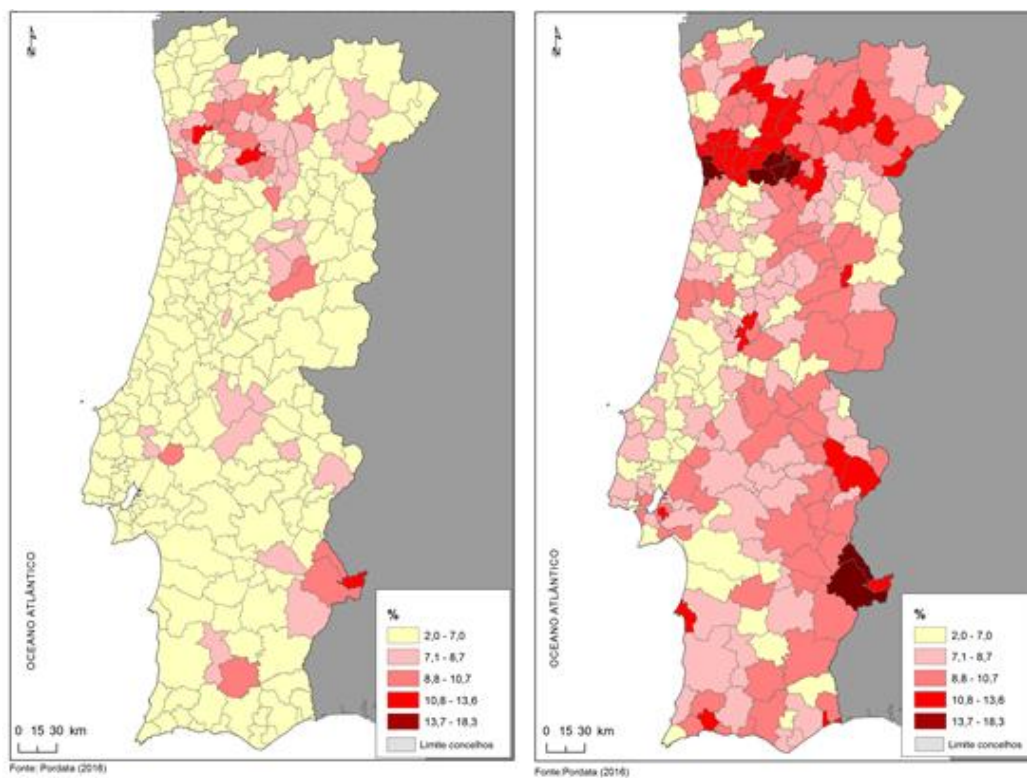 N
OCEANO ATLÂNTICO
%
2,0 - 7,0
7,1 - 8,7
8,8 - 10,7
10,8 - 13,6
13,7 - 18,3
Limite concelhos
0 15 30 km
Fonte: Pordata (2016)
N
OCEANO ATLÂNTICO
%
2,0 - 7,0
7,1 - 8,7
8,8 - 10,7
10,8 - 13,6
13,7 - 18,3
Limite concelhos
0 15 30 km
Fonte:Pordata (2016)